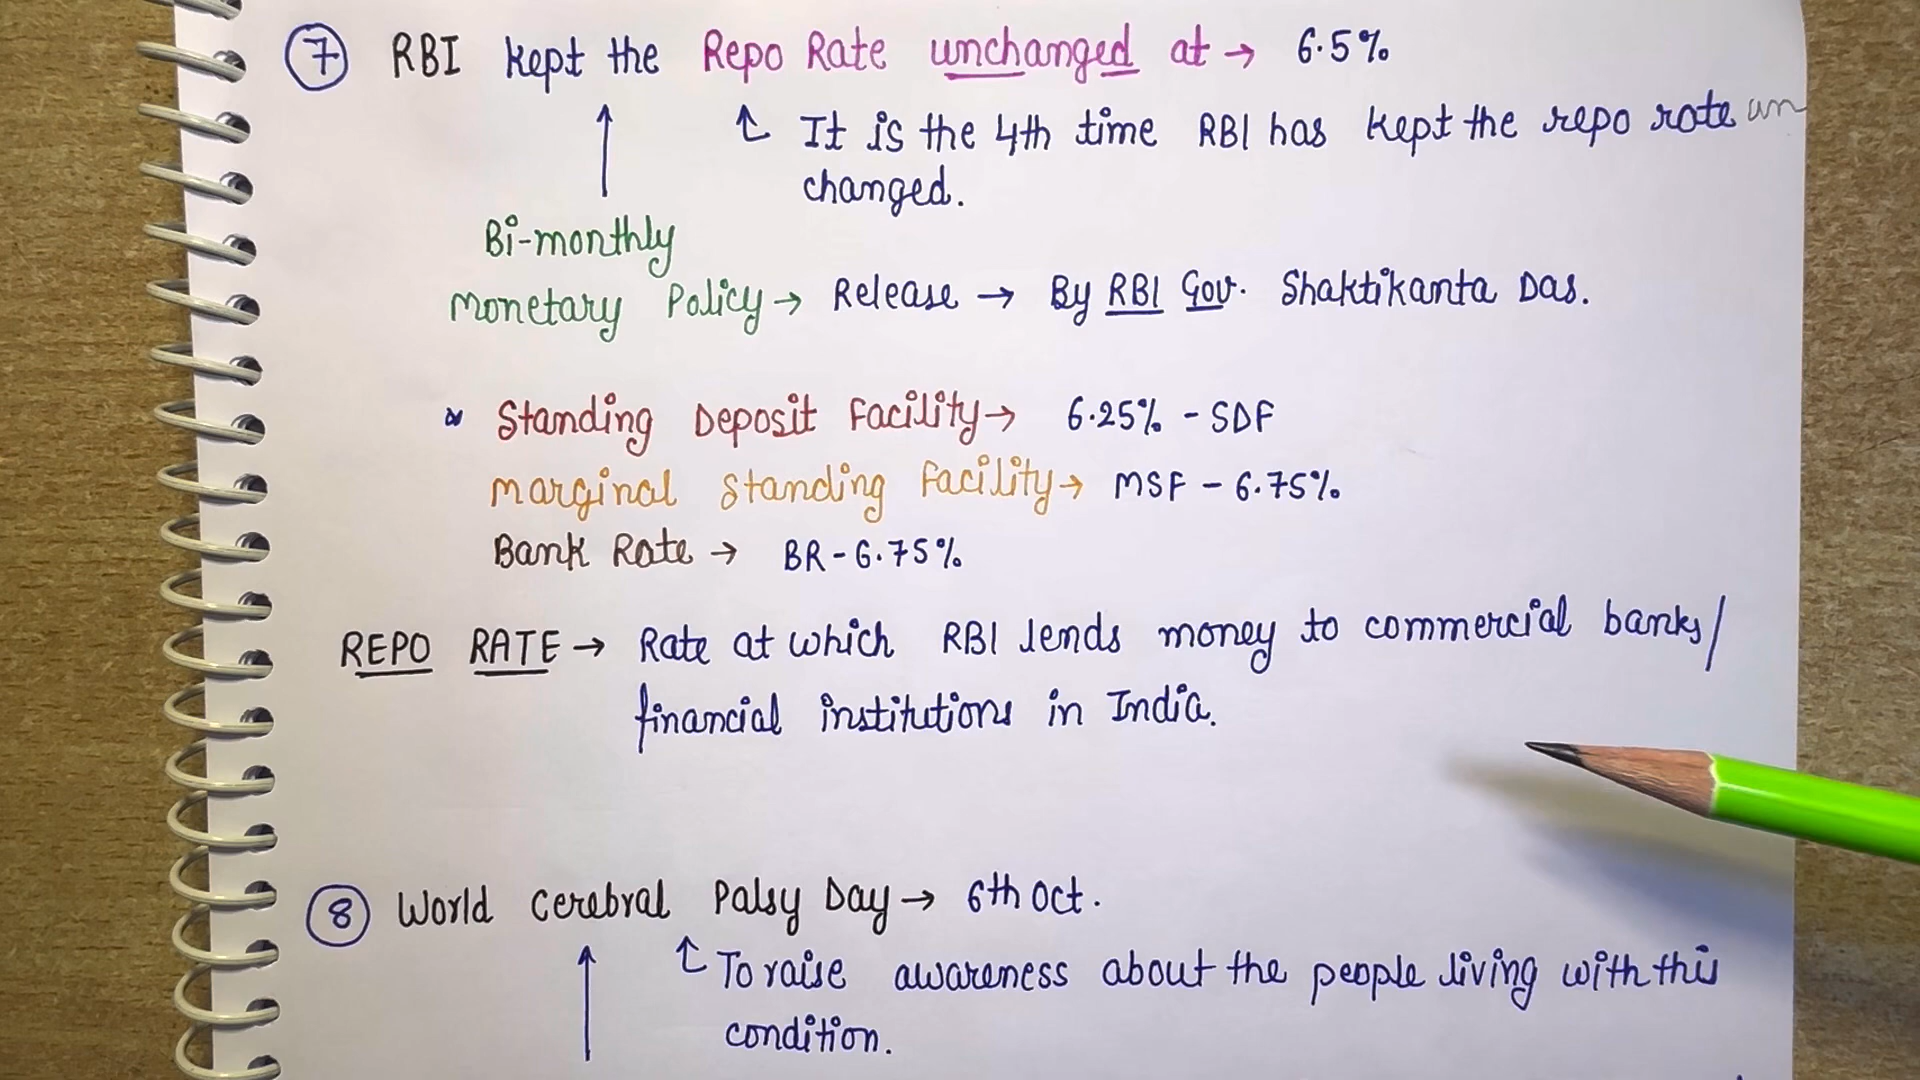 7 RBI kept the Repo Rate unchanged at → 6.5%
↑ It is the 4th time RBI has kept the repo rate un
changed.
Bi-monthly
Monetary Policy → Release → By RBI Gov. Shaktikanta Das.
Standing Deposit Facility → 6.25% - SDF
Marginal Standing Facility → MSF - 6.75%
Bank Rate → BR - 6.75%
REPO RATE → Rate at which RBI lends money to commercial banks/
financial institutions in India.
8 World Cerebral Palsy Day → 6th Oct.
↑ To raise awareness about the people living with this
condition.